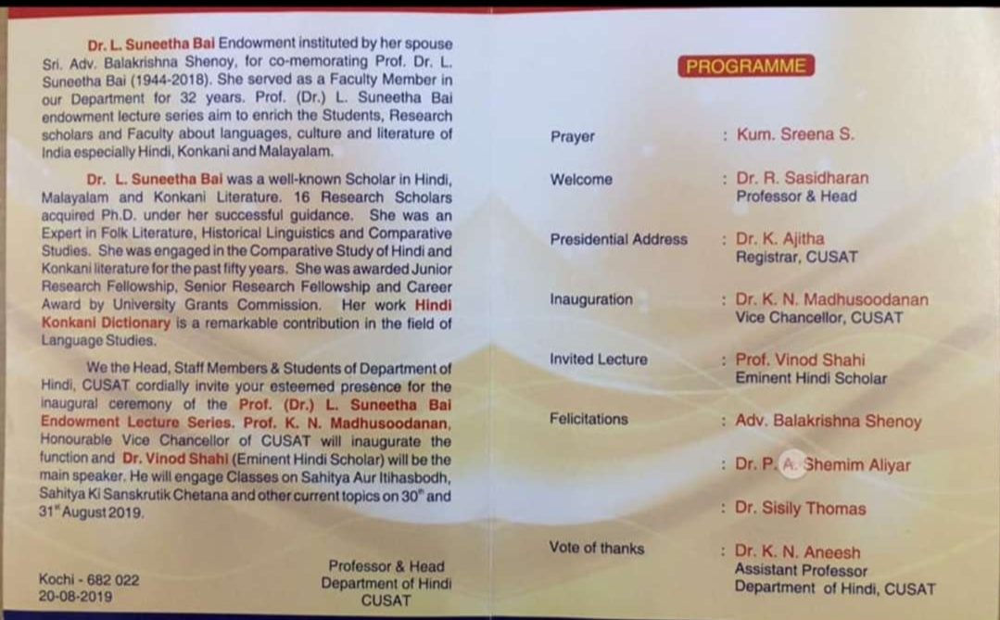 Dr. L. Suneetha Bai Endowment instituted by her spouse
Sri. Adv. Balakrishna Shenoy, for co-memorating Prof. Dr. L.
Suneetha Bai (1944-2018). She served as a Faculty Member in
our Department for 32 years. Prof. (Dr.) L. Suneetha Bai
endowment lecture series aim to enrich the Students, Research
scholars and Faculty about languages, culture and literature of
India especially Hindi, Konkani and Malayalam.
Dr. L. Suneetha Bai was a well-known Scholar in Hindi,
Malayalam and Konkani Literature. 16 Research Scholars
acquired Ph.D. under her successful guidance. She was an
Expert in Folk Literature, Historical Linguistics and Comparative
Studies. She was engaged in the Comparative Study of Hindi and
Konkani literature for the past fifty years. She was awarded Junior
Research Fellowship, Senior Research Fellowship and Career
Award by University Grants Commission. Her work Hindi
Konkani Dictionary is a remarkable contribution in the field of
Language Studies.
We the Head, Staff Members & Students of Department of
Hindi, CUSAT cordially invite your esteemed presence for the
inaugural ceremony of the Prof. (Dr.) L. Suneetha Bai
Endowment Lecture Series. Prof. K. N. Madhusoodanan,
Honourable Vice Chancellor of CUSAT will inaugurate the
function and Dr. Vinod Shahi (Eminent Hindi Scholar) will be the
main speaker. He will engage Classes on Sahitya Aur Itihasbodh,
Sahitya Ki Sanskrutik Chetana and other current topics on 30th and
31st August 2019.
Kochi - 682 022
20-08-2019
Professor & Head
Department of Hindi
CUSAT
PROGRAMME
Prayer : Kum. Sreena S.
Welcome : Dr. R. Sasidharan
Professor & Head
Presidential Address : Dr. K. Ajitha
Registrar, CUSAT
Inauguration : Dr. K. N. Madhusoodanan
Vice Chancellor, CUSAT
Invited Lecture : Prof. Vinod Shahi
Eminent Hindi Scholar
Felicitations : Adv. Balakrishna Shenoy
: Dr. P. A. Shemim Aliyar
: Dr. Sisily Thomas
Vote of thanks : Dr. K. N. Aneesh
Assistant Professor
Department of Hindi, CUSAT